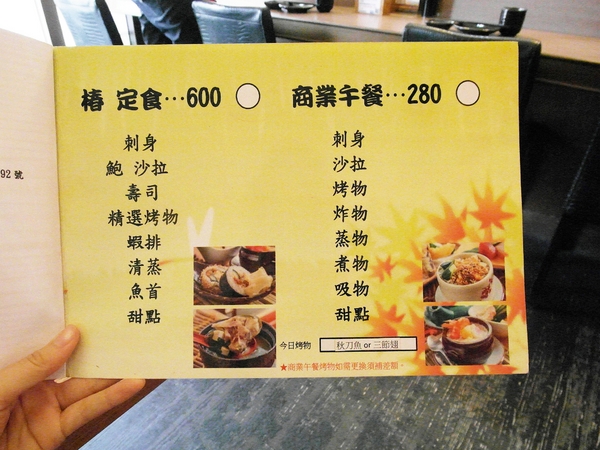 92 號
椿 定食…600
刺身
鮑 沙拉
壽司
精選烤物
蝦排
清蒸
魚首
甜點
商業午餐…280
刺身
沙拉
烤物
炸物
蒸物
煮物
吸物
甜點
今日烤物 秋刀魚 or 三節翅
★商業午餐烤物如需更換須補差額。